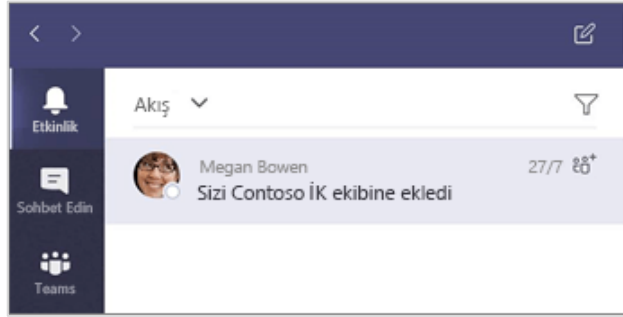 Akış
Etkinlik
Megan Bowen 27/7
Sizi Contoso İK ekibine ekledi
Sohbet Edin
Teams